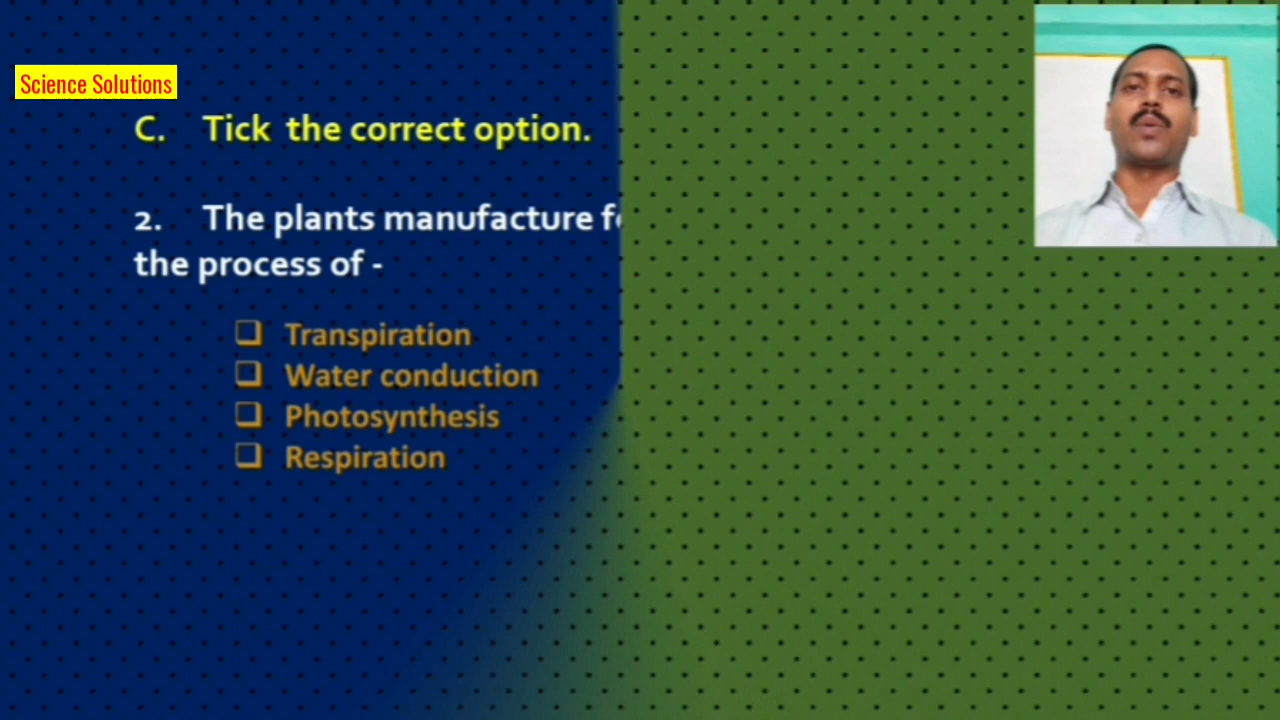 Science Solutions
C. Tick the correct option.
2. The plants manufacture
the process of -
❑ Transpiration
❑ Water conduction
❑ Photosynthesis
❑ Respiration